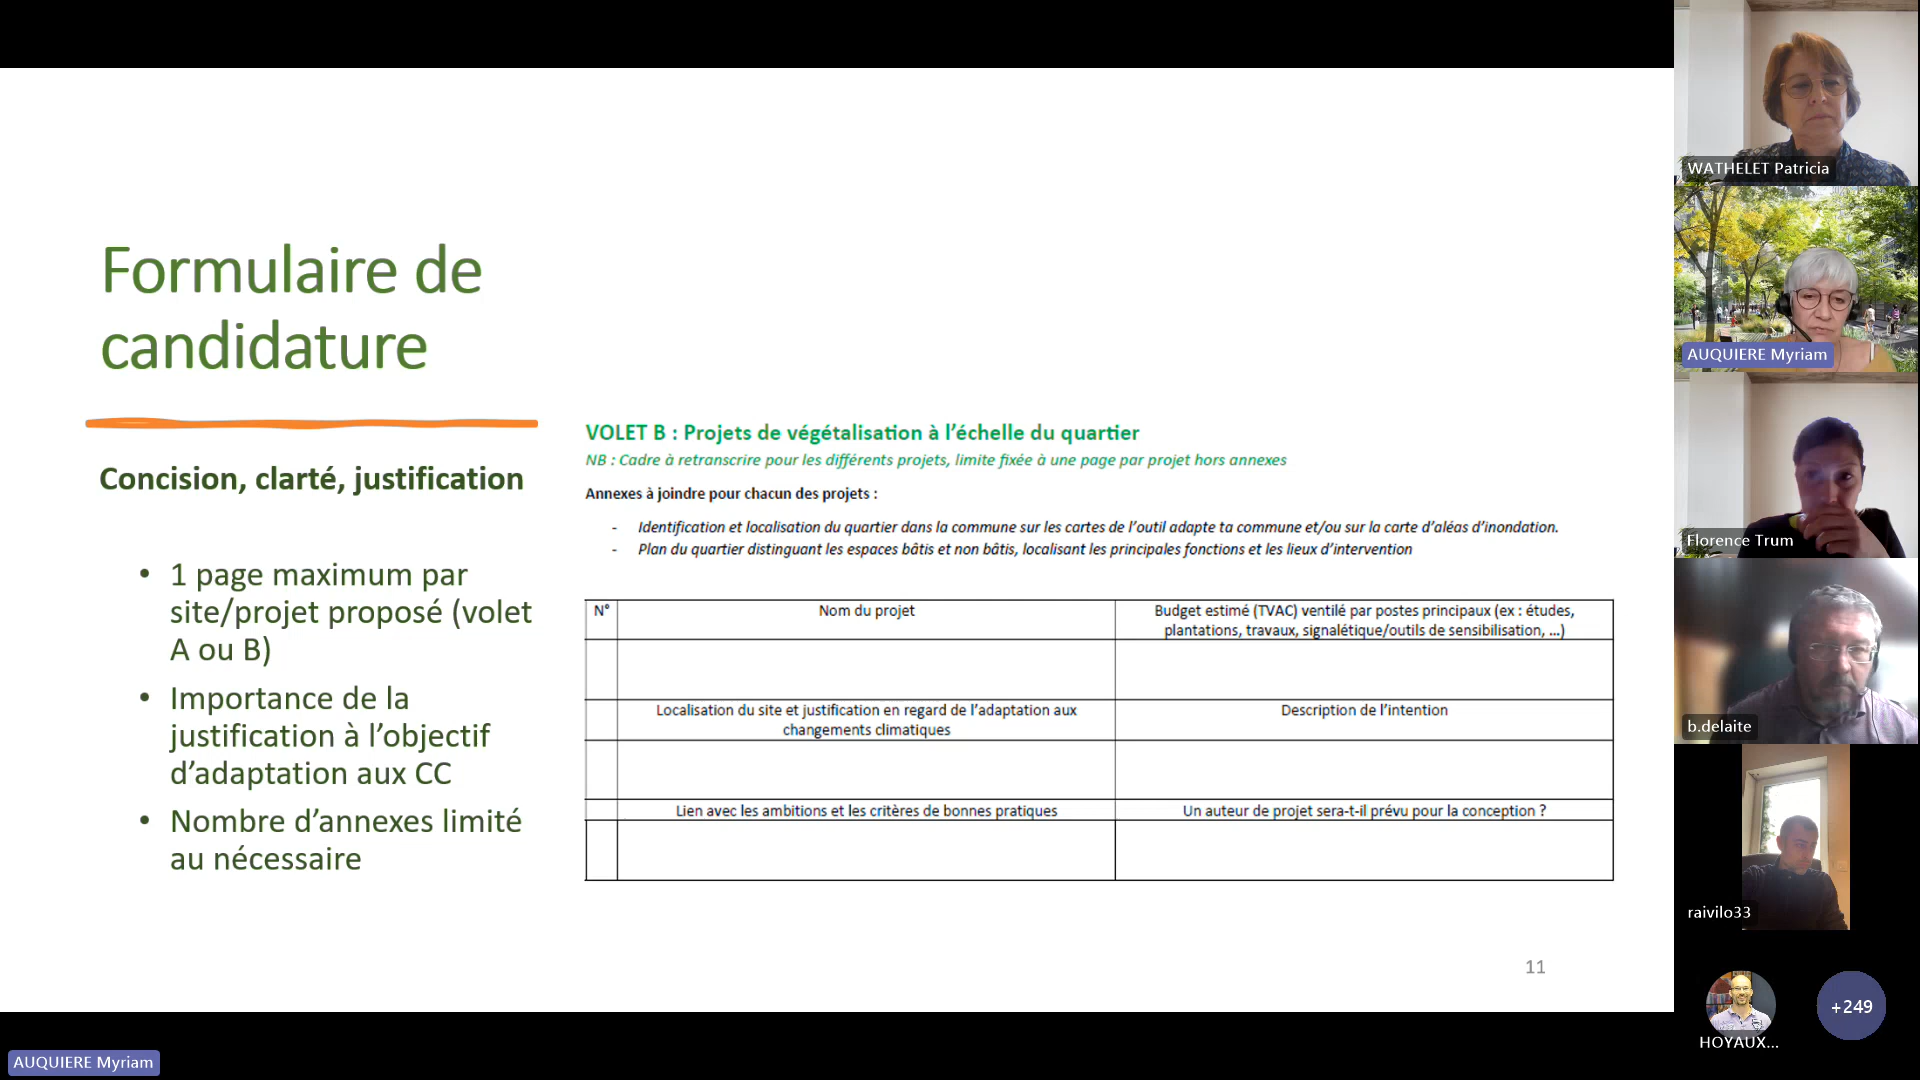 Formulaire de
candidature
Concision, clarté, justification
• 1 page maximum par
site/projet proposé (volet
A ou B)
• Importance de la
justification à l’objectif
d’adaptation aux CC
• Nombre d’annexes limité
au nécessaire
VOLET B : Projets de végétalisation à l’échelle du quartier
NB : Cadre à retranscrire pour les différents projets, limite fixée à une page par projet hors annexes
Annexes à joindre pour chacun des projets :
- Identification et localisation du quartier dans la commune sur les cartes de l’outil adapte ta commune et/ou sur la carte d’aléas d’inondation.
- Plan du quartier distinguant les espaces bâtis et non bâtis, localisant les principales fonctions et les lieux d’intervention
N°
Nom du projet
Budget estimé (TVAC) ventilé par postes principaux (ex : études,
plantations, travaux, signalétique/outils de sensibilisation, …)
Localisation du site et justification en regard de l’adaptation aux
changements climatiques
Description de l’intention
Lien avec les ambitions et les critères de bonnes pratiques
Un auteur de projet sera-t-il prévu pour la conception ?
11
WATHELET Patricia
AUQUIERE Myriam
Florence Trum
b.delaite
raivilo33
HOYAUX...
+249
AUQUIERE Myriam